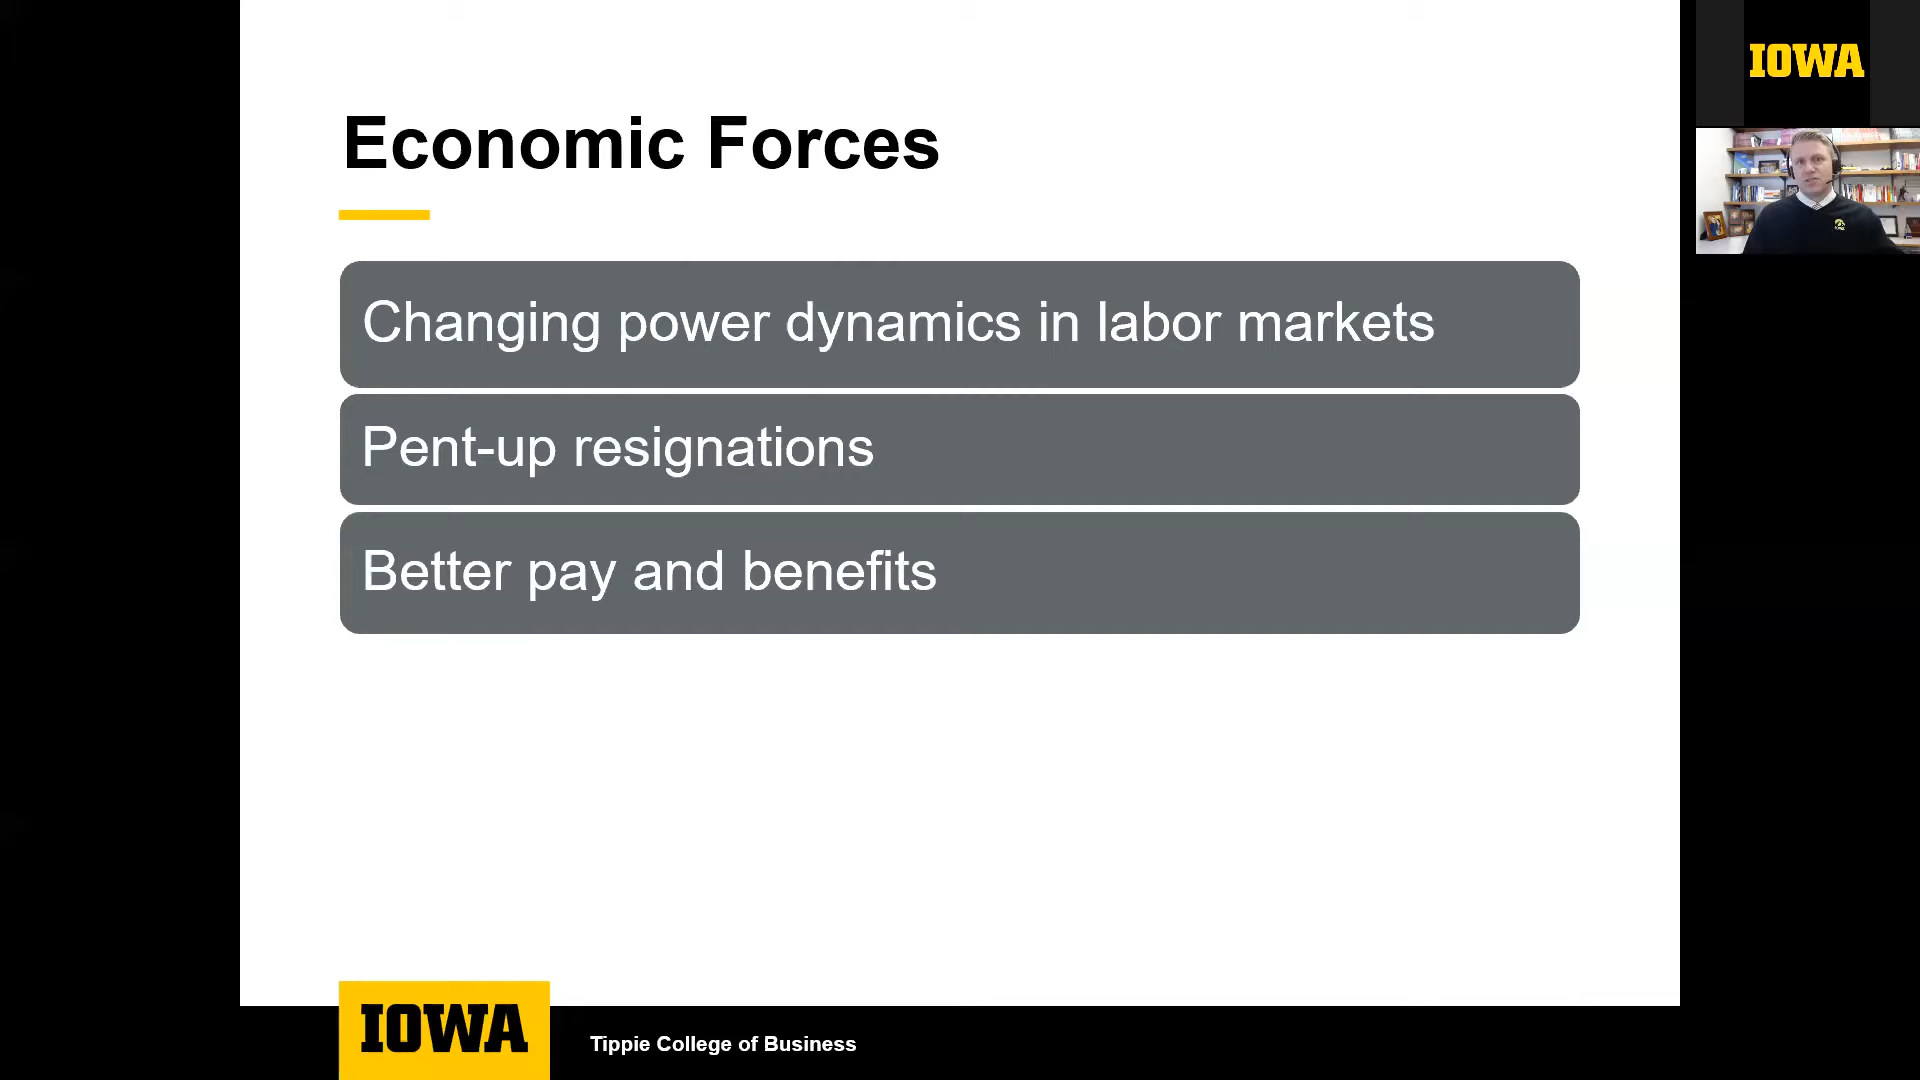 Economic Forces
Changing power dynamics in labor markets
Pent-up resignations
Better pay and benefits
IOWA
Tippie College of Business
IOWA